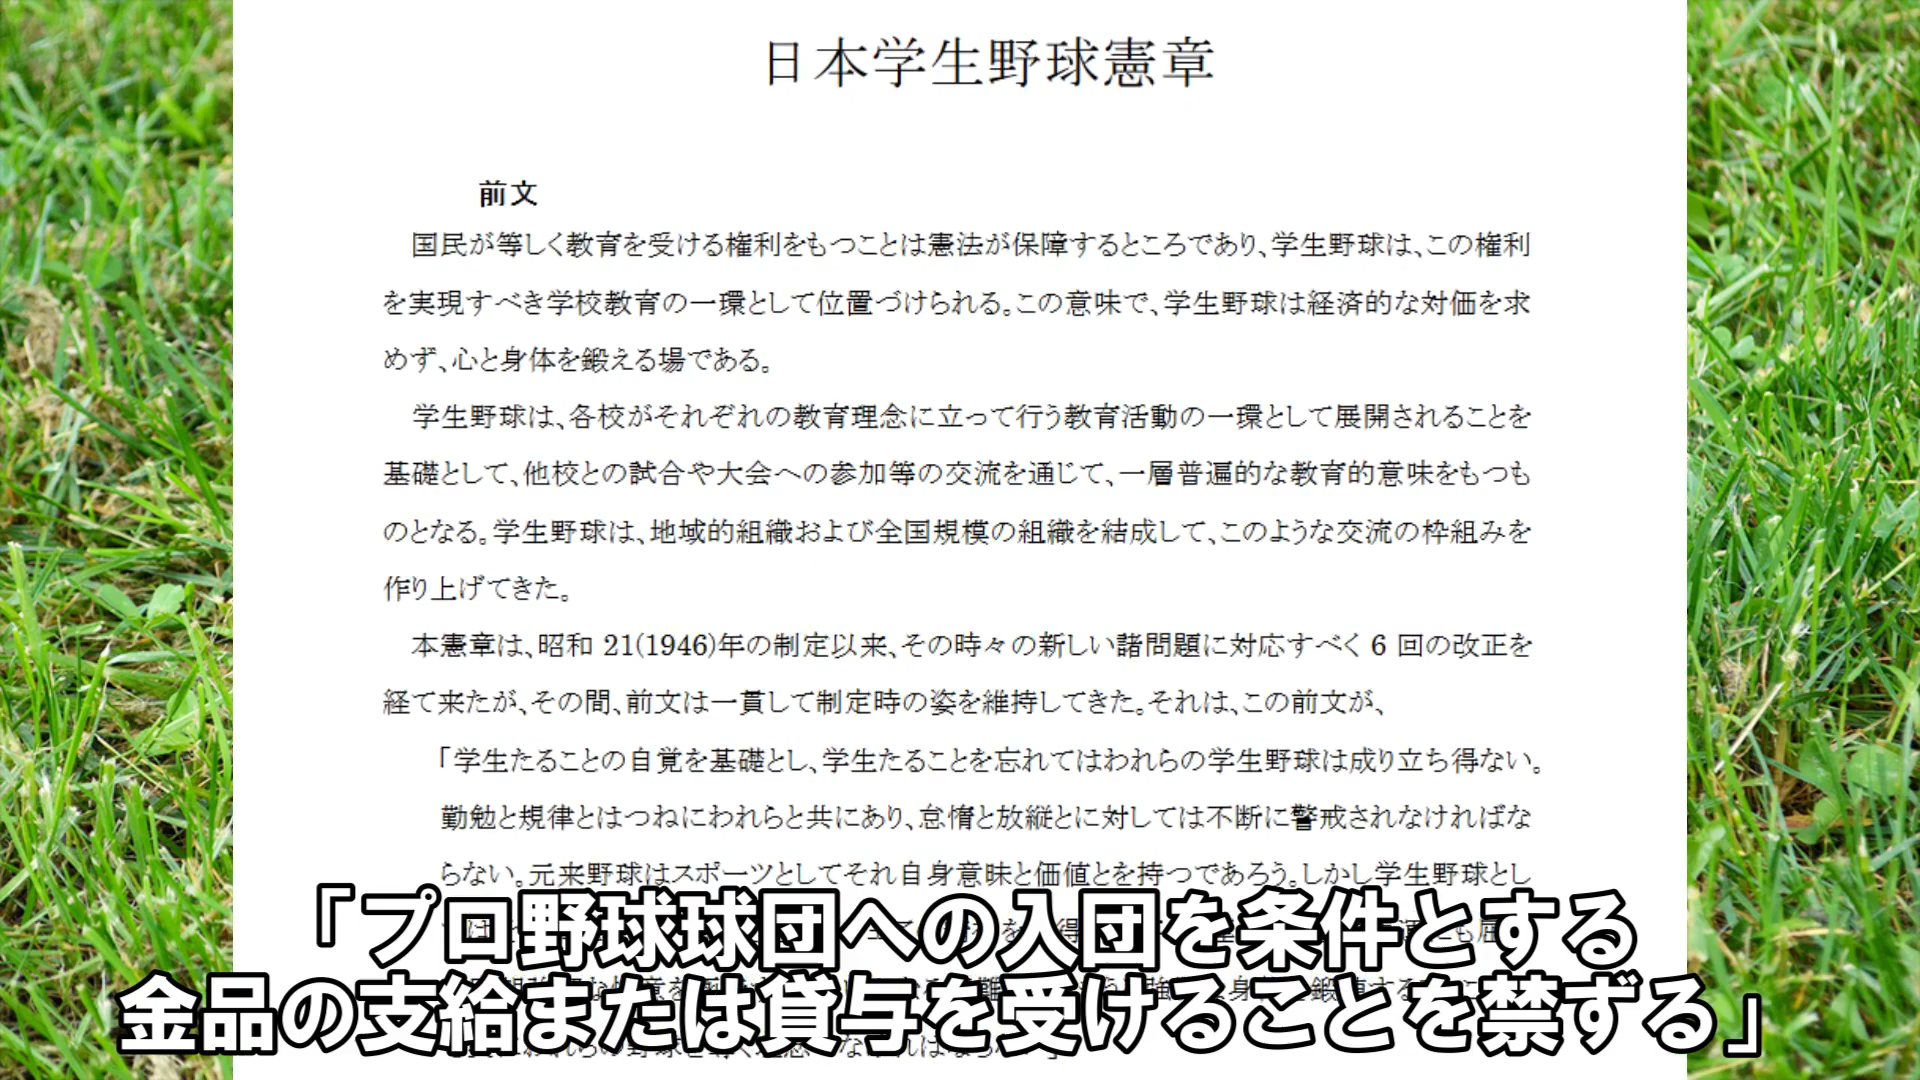 日本学生野球憲章
前文
国民が等しく教育を受ける権利をもつことは憲法が保障するところであり、学生野球は、この権利
を実現すべき学校教育の一環として位置づけられる。この意味で、学生野球は経済的な対価を求
めず、心と身体を鍛える場である。
学生野球は、各校がそれぞれの教育理念に立って行う教育活動の一環として展開されることを
基礎として、他校との試合や大会への参加等の交流を通じて、一層普遍的な教育的意味をもつも
のとなる。学生野球は、地域的組織および全国規模の組織を結成して、このような交流の枠組みを
作り上げてきた。
本憲章は、昭和 21(1946)年の制定以来、その時々の新しい諸問題に対応すべく 6 回の改正を
経て来たが、その間、前文は一貫して制定時の姿を維持してきた。それは、この前文が、
「学生たることの自覚を基礎とし、学生たることを忘れてはわれらの学生野球は成り立ち得ない。
勤勉と規律とはつねにわれらと共にあり、怠惰と放縦とに対しては不断に警戒されなければな
らない。元来野球はスポーツとしてそれ自身意昧と価値とを持つであろう。しかし学生野球とし
「プロ野球球団への入団を条件とする
金品の支給または貸与を受けることを禁ずる」